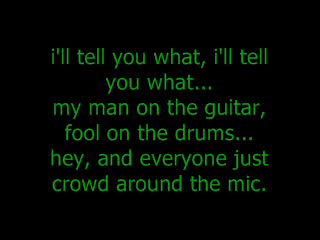 i'll tell you what, i'll tell
you what...
my man on the guitar,
fool on the drums...
hey, and everyone just
crowd around the mic.